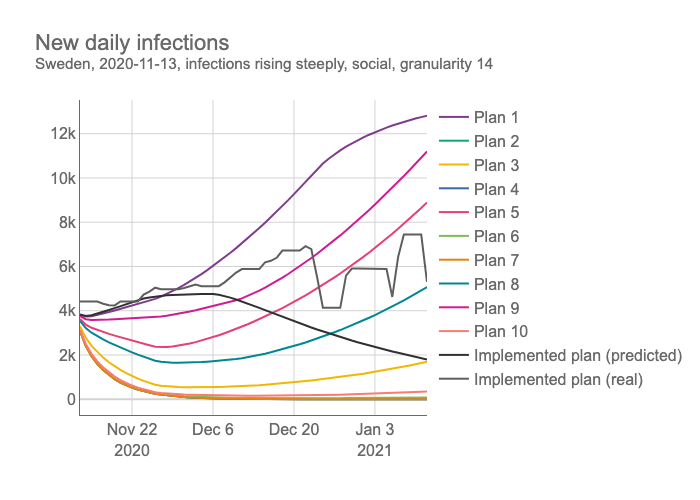 New daily infections
Sweden, 2020-11-13, infections rising steeply, social, granularity 14
12k
10k
8k
6k
4k
2k
0
Nov 22
2020
Dec 6
Dec 20
Jan 3
2021
Plan 1
Plan 2
Plan 3
Plan 4
Plan 5
Plan 6
Plan 7
Plan 8
Plan 9
Plan 10
Implemented plan (predicted)
Implemented plan (real)